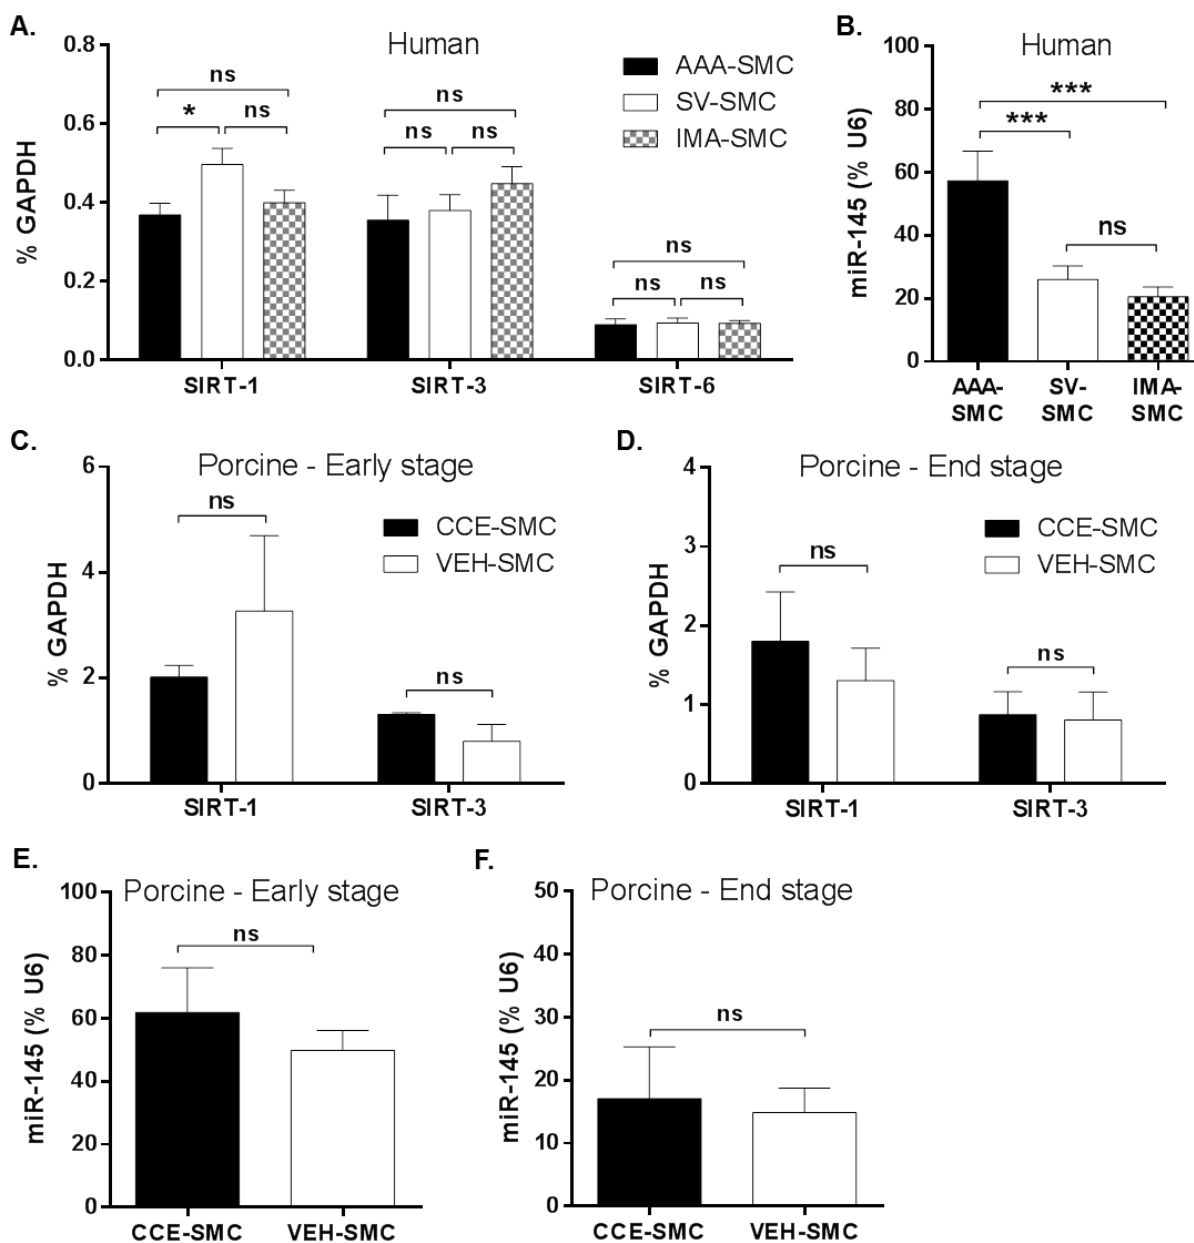 A.
Human
% GAPDH
0.8
0.6
0.4
0.2
0.0
AAA-SMC
SV-SMC
IMA-SMC
ns
* ns
ns
ns ns
ns
ns ns
SIRT-1 SIRT-3 SIRT-6
B.
Human
miR-145 (% U6)
100
80
60
40
20
0
***
***
ns
AAA-
SMC
SV-
SMC
IMA-
SMC
C.
Porcine - Early stage
% GAPDH
6
4
2
0
CCE-SMC
VEH-SMC
ns
ns
SIRT-1 SIRT-3
D.
Porcine - End stage
% GAPDH
4
3
2
1
0
CCE-SMC
VEH-SMC
ns
ns
SIRT-1 SIRT-3
E.
Porcine - Early stage
miR-145 (% U6)
100
80
60
40
20
0
ns
CCE-SMC VEH-SMC
F.
Porcine - End stage
miR-145 (% U6)
50
40
30
20
10
0
ns
CCE-SMC VEH-SMC